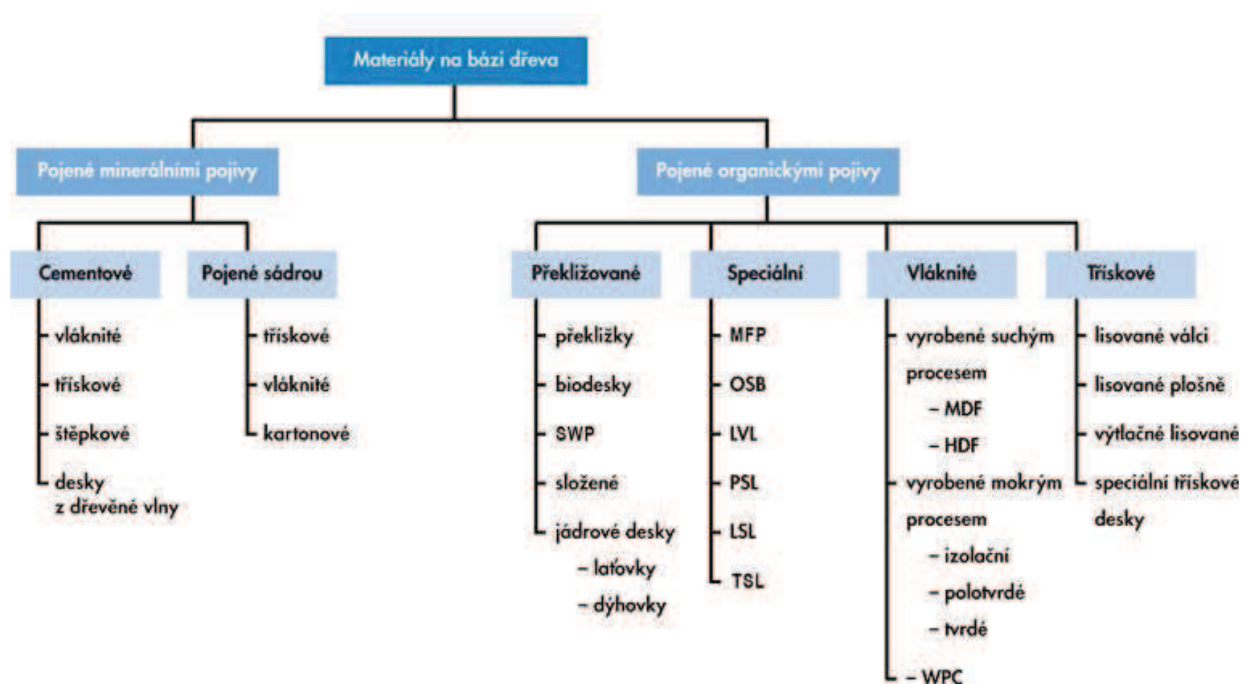 Materiály na bázi dřeva
Pojené minerálními pojivy
Pojené organickými pojivy
Cementové
Pojené sádrou
Překližované
Speciální
Vláknité
Třískové
vláknité
třískové
štěpkové
desky
z dřevěné vlny
třískové
vláknité
kartonové
překližky
biodesky
SWP
složené
jádrové desky
– laťovky
– dýhovky
MFP
OSB
LVL
PSL
LSL
TSL
vyrobené suchým
procesem
– MDF
– HDF
vyrobené mokrým
procesem
– izolační
– polotvrdé
– tvrdé
– WPC
lisované válci
lisované plošně
výtlačné lisované
speciální třískové
desky